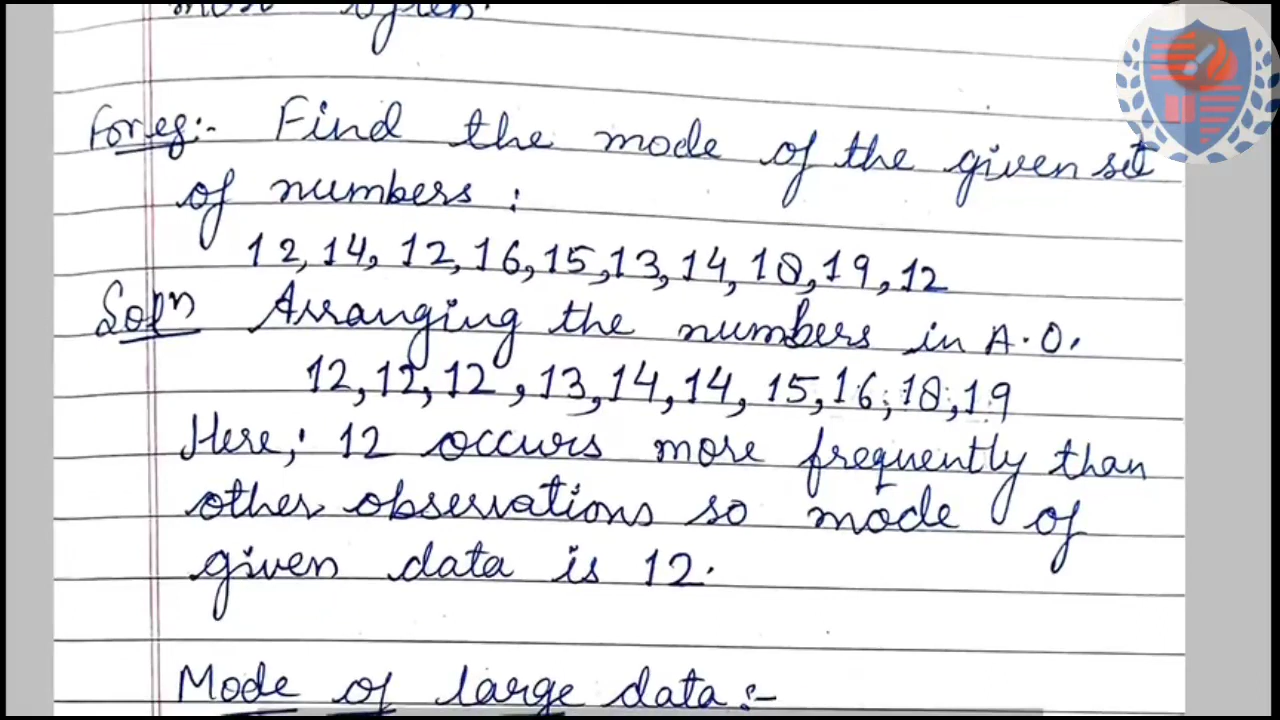 most often.
For eg:- Find the mode of the given set
of numbers :
12, 14, 12, 16, 15, 13, 14, 18, 19, 12
Solⁿ Arranging the numbers in A.O.
12, 12, 12, 13, 14, 14, 15, 16, 18, 19
Here, 12 occurs more frequently than
other observations so mode of
given data is 12.
Mode of large data:-